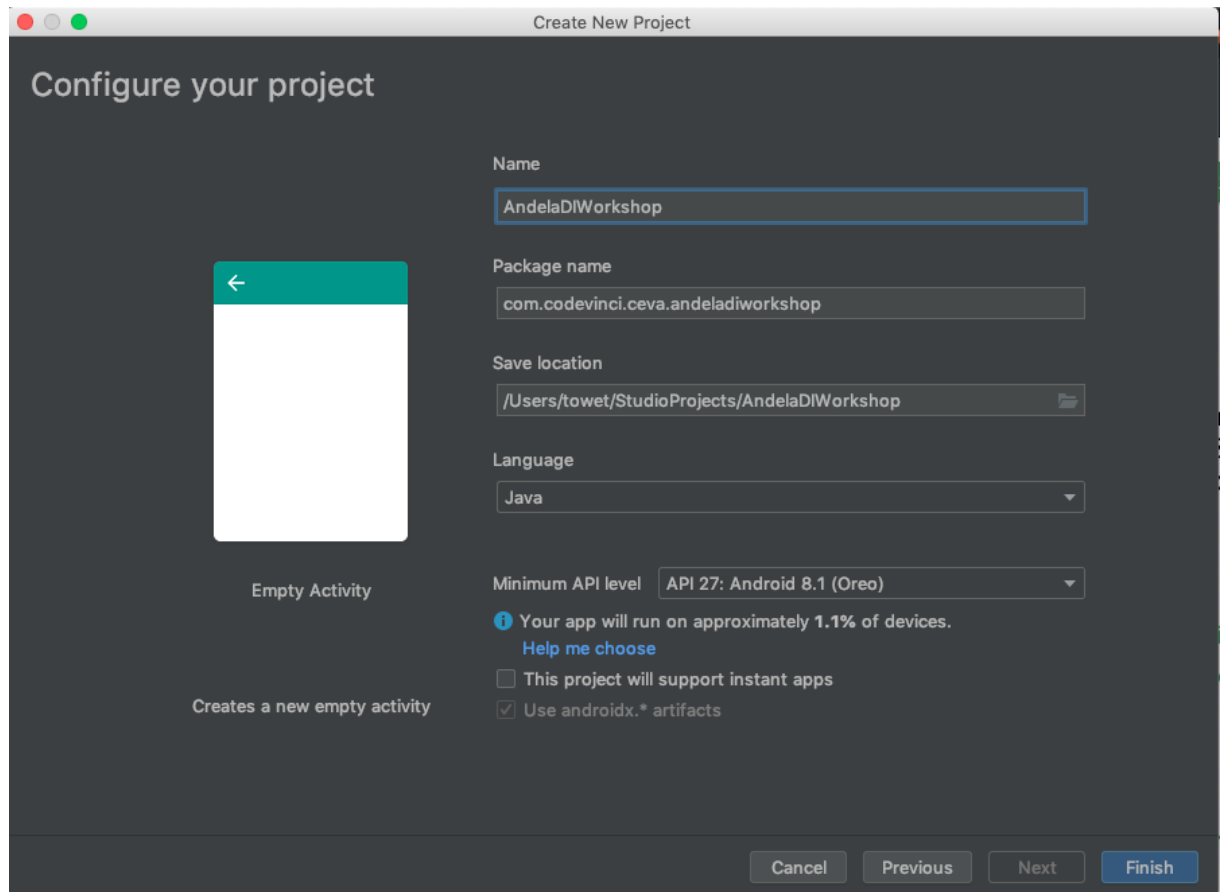 Create New Project
Configure your project
Name
AndelaDIWorkshop
Package name
com.codevinci.ceva.andeladiworkshop
Save location
/Users/towet/StudioProjects/AndelaDIWorkshop
Language
Java
Empty Activity
Minimum API level API 27: Android 8.1 (Oreo)
Your app will run on approximately 1.1% of devices.
Help me choose
This project will support instant apps
Creates a new empty activity
Use androidx.* artifacts
Cancel Previous Next Finish